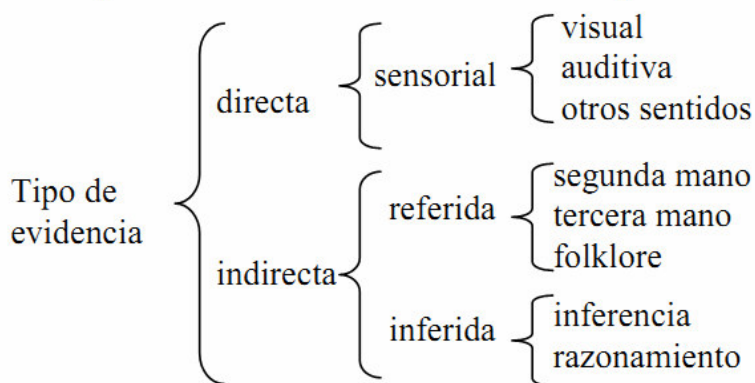 visual
sensorial
auditiva
directa
otros sentidos
Tipo de
evidencia
segunda mano
referida
tercera mano
folklore
indirecta
inferencia
inferida
razonamiento